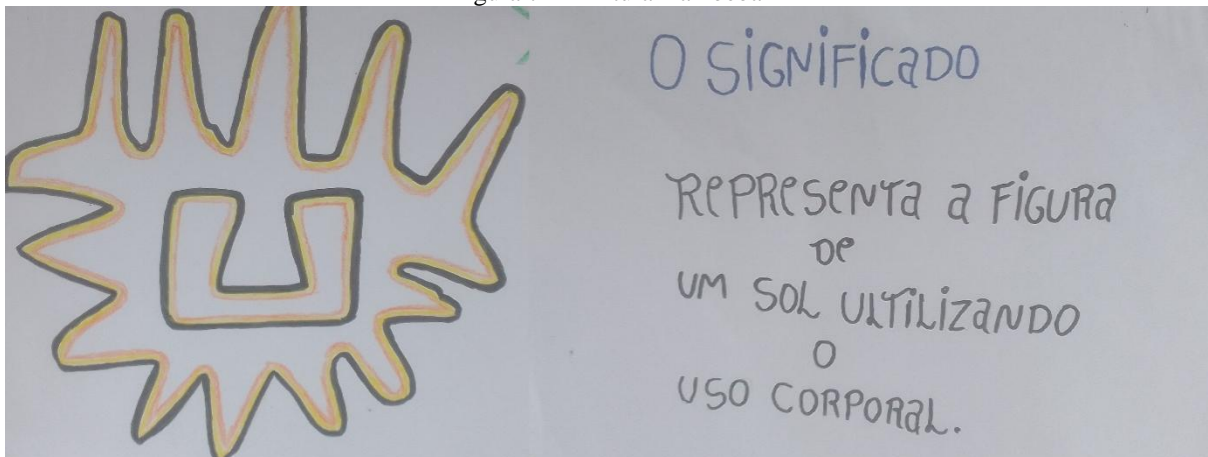 O SiGNiFicaDO
REPRESENTa a FiGURa
DE
UM SOL ULTiLiZaNDO
O
USO CORPORaL.